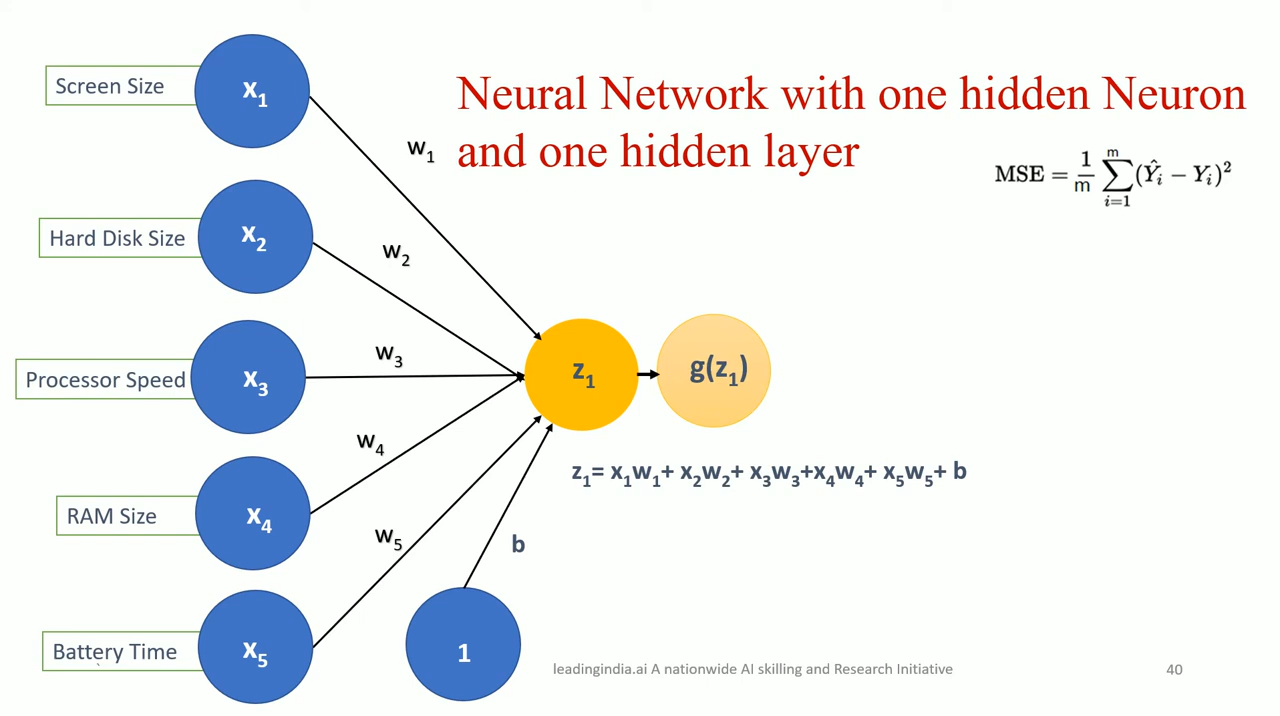 Neural Network with one hidden Neuron
and one hidden layer
MSE = 1/m ∑ᵢ₌₁ᵐ (Ŷᵢ − Yᵢ)²
Screen Size
x₁
w₁
Hard Disk Size
x₂
w₂
Processor Speed
x₃
w₃
z₁
g(z₁)
RAM Size
x₄
w₄
z₁= x₁w₁+ x₂w₂+ x₃w₃+x₄w₄+ x₅w₅+ b
Battery Time
x₅
w₅
b
1
leadingindia.ai A nationwide AI skilling and Research Initiative
40